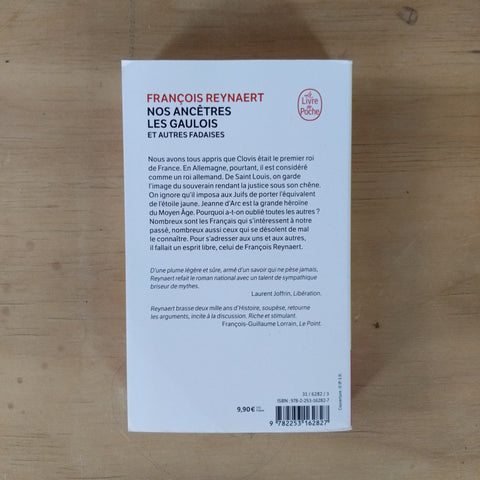 FRANÇOIS REYNAERT
NOS ANCÊTRES
LES GAULOIS
ET AUTRES FADAISES
Le
Livre
de
Poche
Nous avons tous appris que Clovis était le premier roi
de France. En Allemagne, pourtant, il est considéré
comme un roi allemand. De Saint Louis, on garde
l'image du souverain rendant la justice sous son chêne.
On ignore qu'il imposa aux Juifs de porter l'équivalent
de l'étoile jaune. Jeanne d'Arc est la grande héroïne
du Moyen Âge. Pourquoi a-t-on oublié toutes les autres ?
Nombreux sont les Français qui s'intéressent à notre
passé, nombreux aussi ceux qui se désolent de mal
le connaître. Pour s'adresser aux uns et aux autres,
il fallait un esprit libre, celui de François Reynaert.
D'une plume légère et sûre, armé d'un savoir qui ne pèse jamais,
Reynaert refait le roman national avec un talent de sympathique
briseur de mythes.
Laurent Joffrin, Libération.
Reynaert brasse deux mille ans d'Histoire, soupèse, retourne
les arguments, incite à la discussion. Riche et stimulant.
François-Guillaume Lorrain, Le Point.
31 / 6282 / 3
ISBN : 978-2-253-16282-7
9,90 €
9 782253 162827